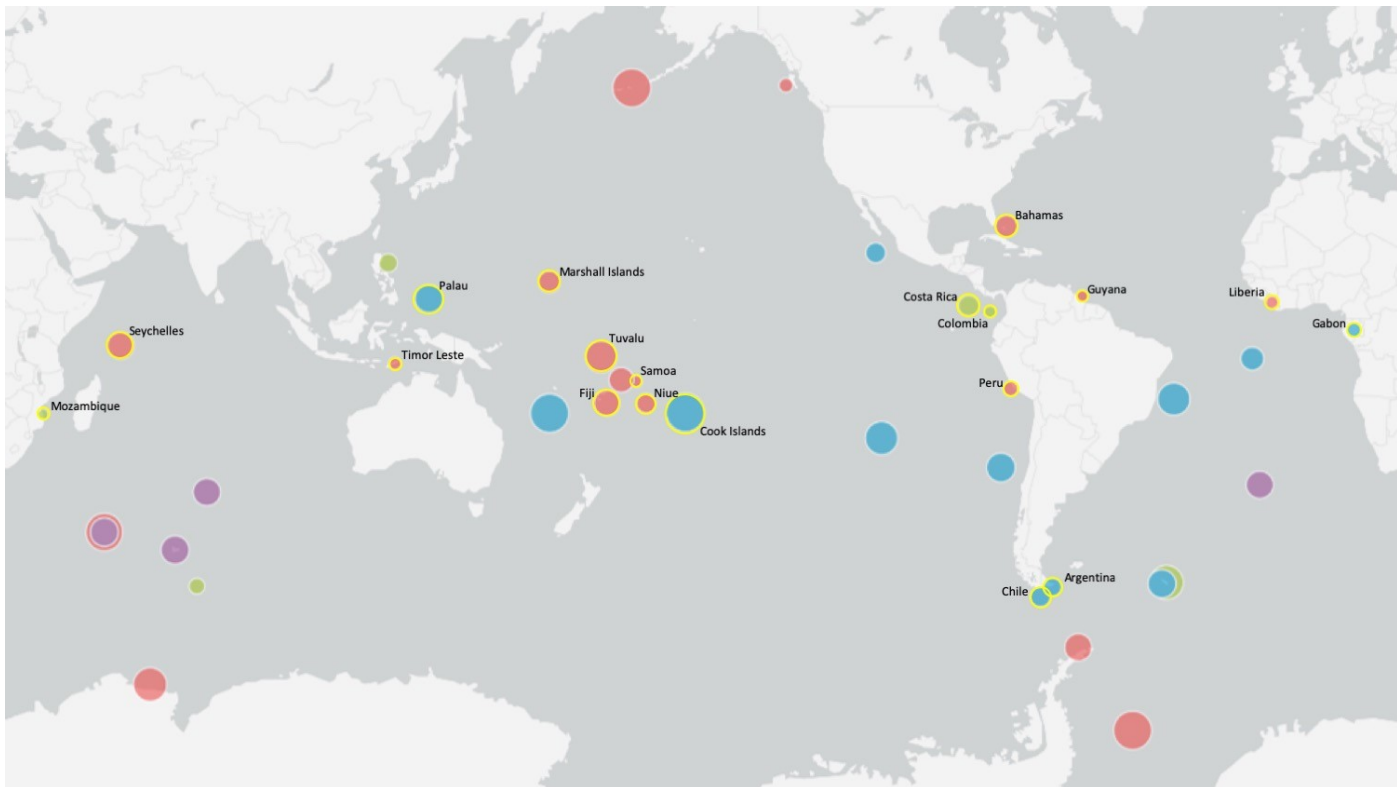 Bahamas
Marshall Islands
Palau
Costa Rica
Guyana
Liberia
Colombia
Gabon
Seychelles
Tuvalu
Timor Leste
Samoa
Peru
Fiji
Niue
Mozambique
Cook Islands
Argentina
Chile